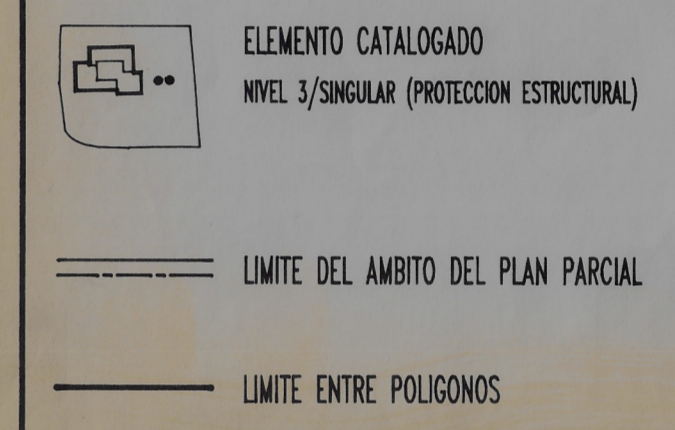 ELEMENTO CATALOGADO
NIVEL 3/SINGULAR (PROTECCION ESTRUCTURAL)
LIMITE DEL AMBITO DEL PLAN PARCIAL
LIMITE ENTRE POLIGONOS